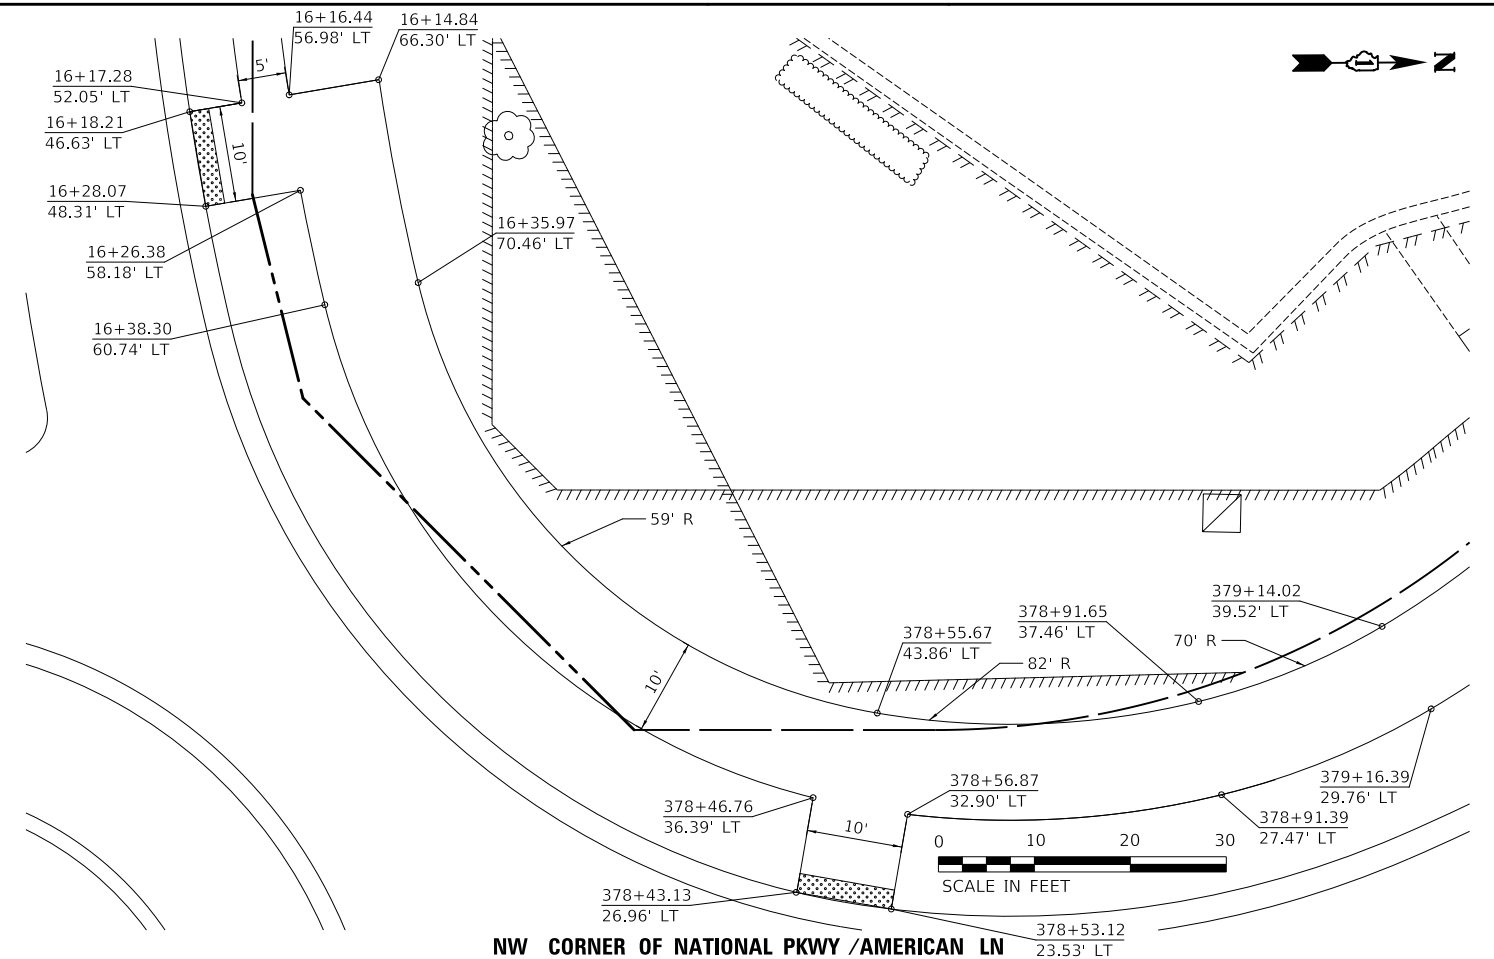 16+16.44
56.98' LT
16+14.84
66.30' LT
5'
N
16+17.28
52.05' LT
16+18.21
46.63' LT
10'
16+28.07
48.31' LT
16+35.97
70.46' LT
16+26.38
58.18' LT
16+38.30
60.74' LT
59' R
379+14.02
39.52' LT
378+91.65
37.46' LT
378+55.67
43.86' LT
70' R
82' R
10'
379+16.39
29.76' LT
378+56.87
32.90' LT
378+46.76
36.39' LT
10'
378+91.39
27.47' LT
0 10 20 30
SCALE IN FEET
378+43.13
26.96' LT
378+53.12
23.53' LT
NW CORNER OF NATIONAL PKWY /AMERICAN LN